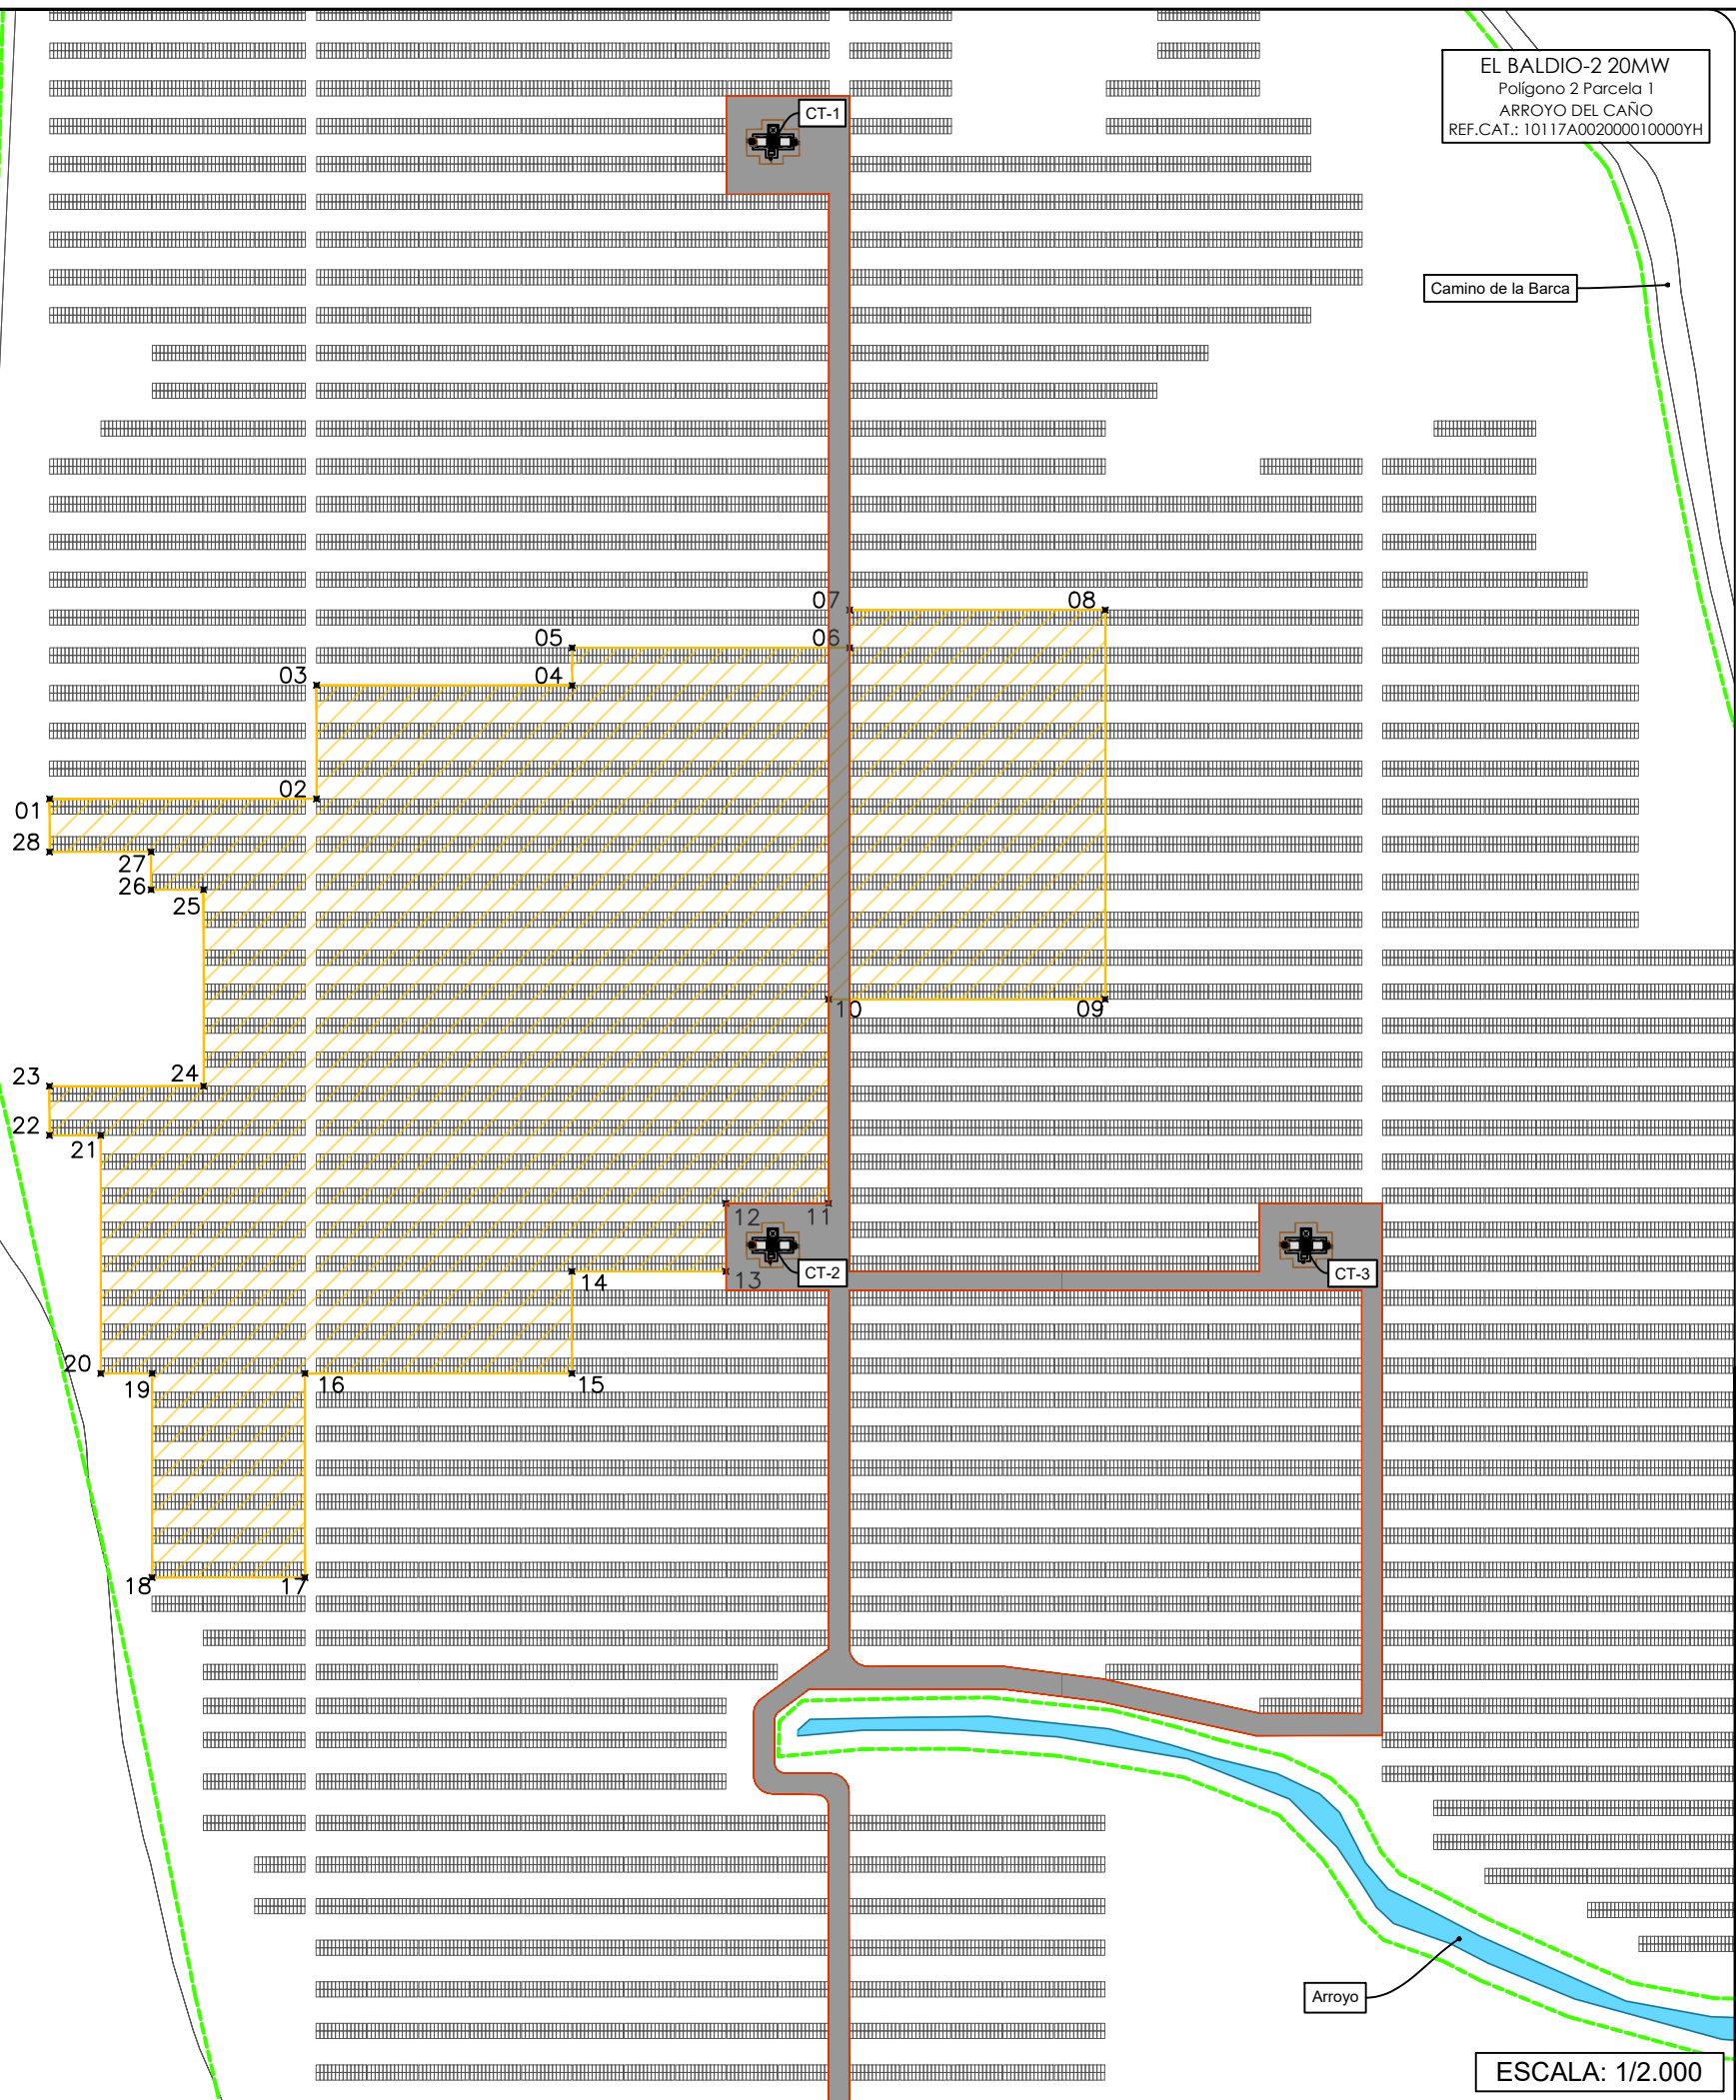 EL BALDIO-2 20MW
Polígono 2 Parcela 1
ARROYO DEL CAÑO
REF.CAT.: 10117A002000010000YH
CT-1
Camino de la Barca
07
08
05
06
03
04
02
01
28
27
26
25
10
09
23
24
22
21
12
11
CT-2
CT-3
14
13
20
19
16
15
18
17
Arroyo
ESCALA: 1/2.000